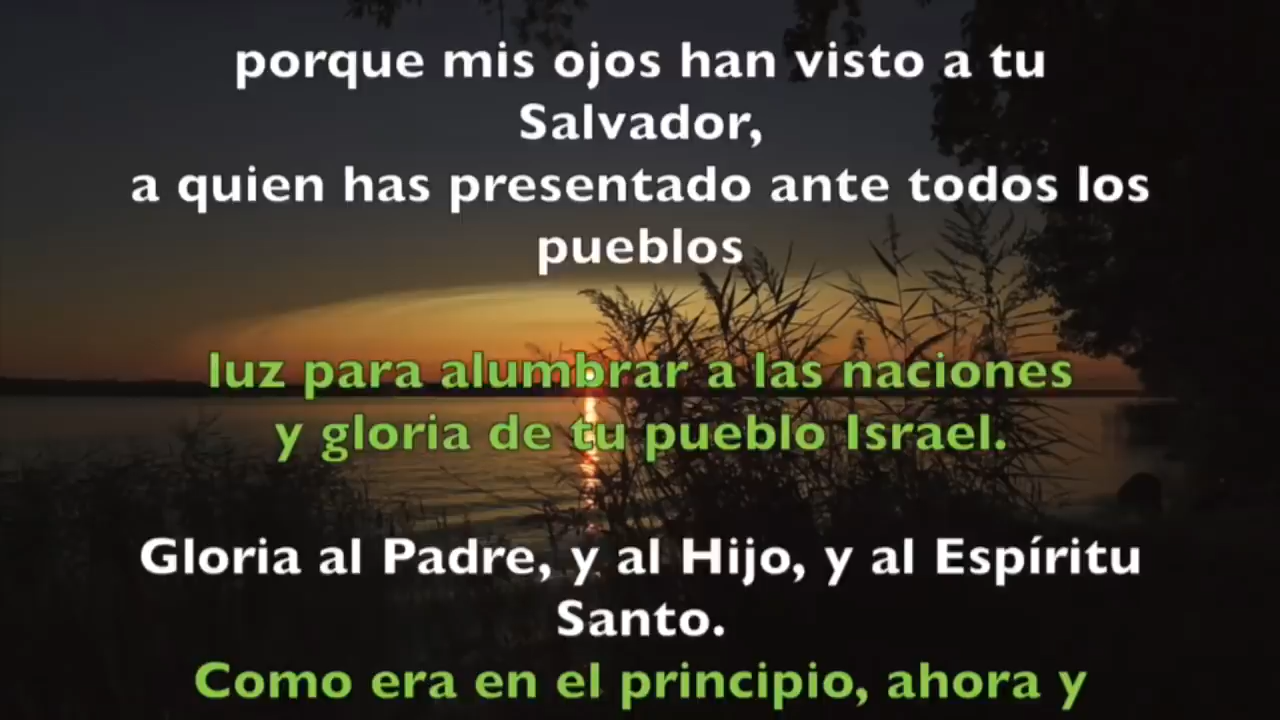 porque mis ojos han visto a tu
Salvador,
a quien has presentado ante todos los
pueblos
luz para alumbrar a las naciones
y gloria de tu pueblo Israel.
Gloria al Padre, y al Hijo, y al Espíritu
Santo.
Como era en el principio, ahora y